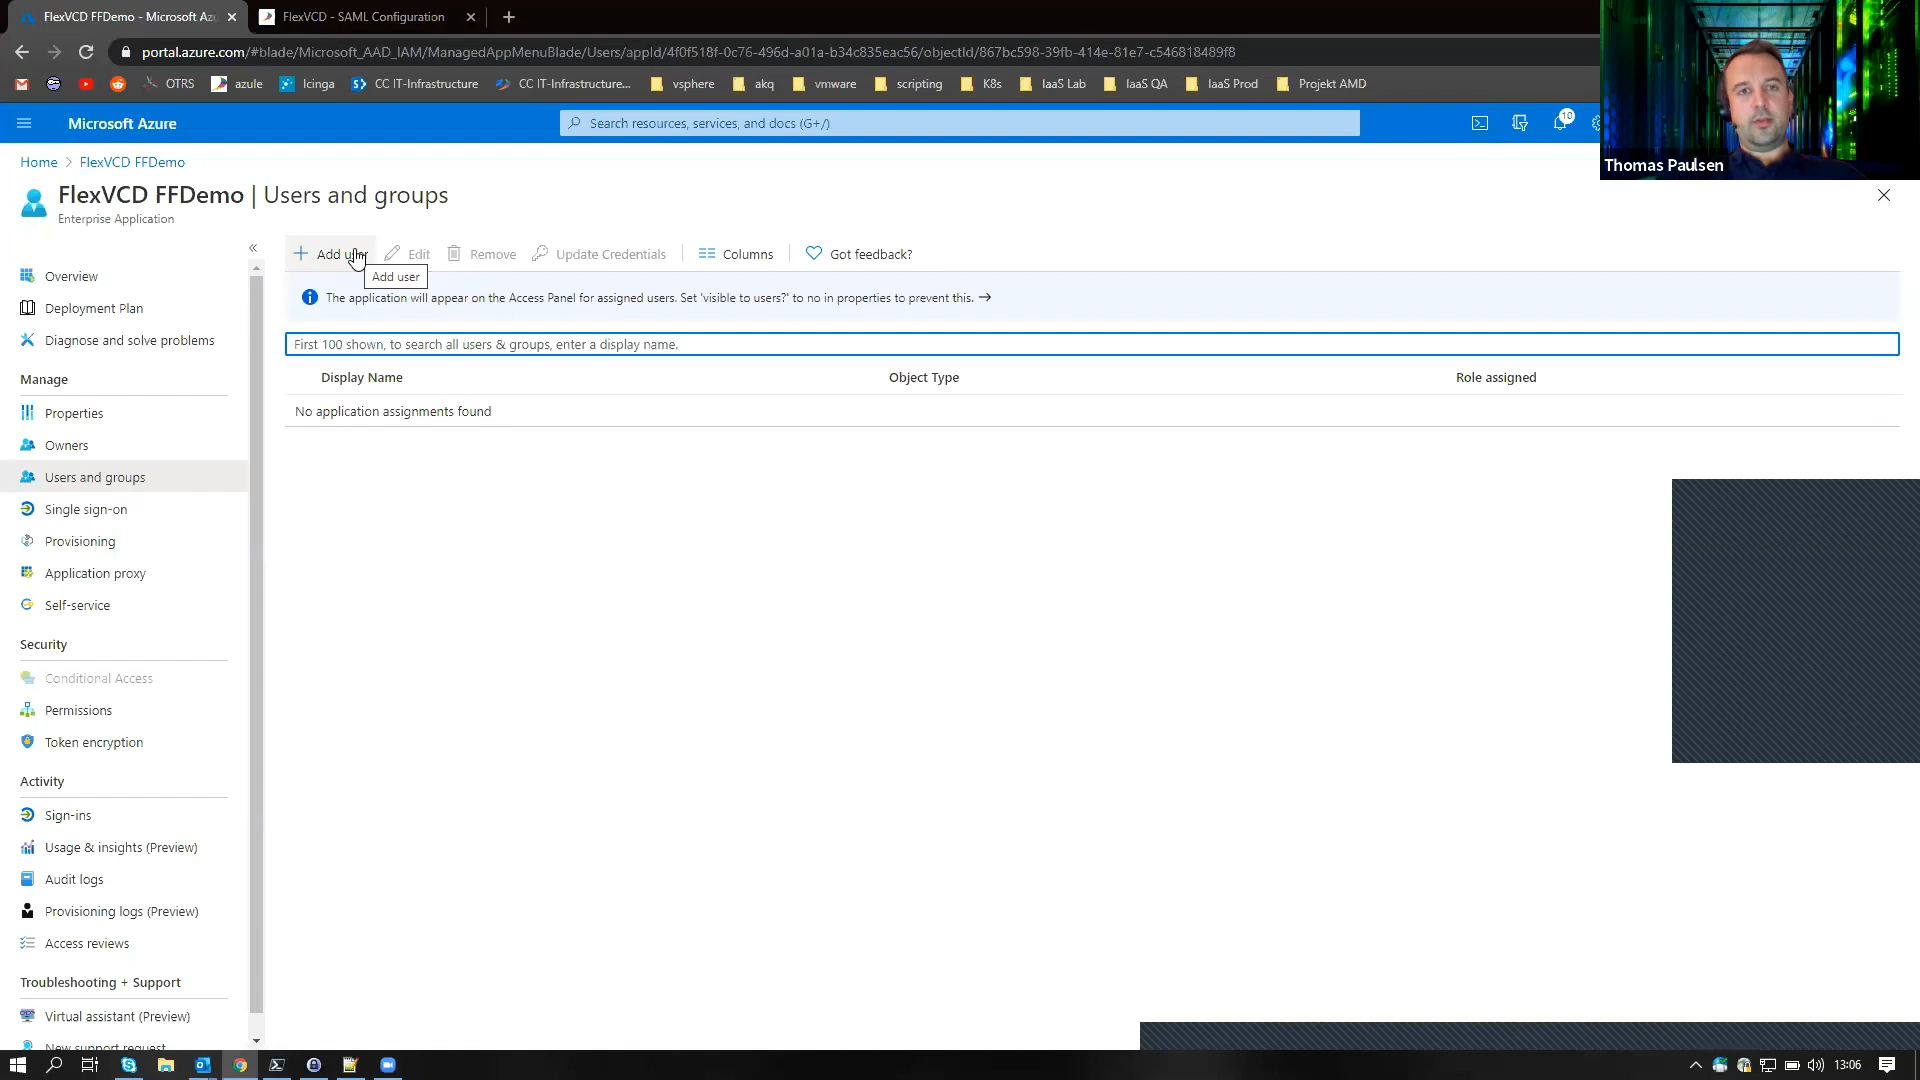 FlexVCD FFDemo - Microsoft Az
FlexVCD - SAML Configuration
portal.azure.com/#blade/Microsoft_AAD_IAM/ManagedAppMenuBlade/Users/appId/4f0f518f-0c76-496d-a01a-b34c835eac56/objectId/867bc598-39fb-414e-81e7-c546818489f8
OTRS azule Icinga CC IT-Infrastructure CC IT-Infrastructure... vsphere akq vmware scripting K8s IaaS Lab IaaS QA IaaS Prod Projekt AMD
Microsoft Azure
Search resources, services, and docs (G+/)
10
Thomas Paulsen
Home > FlexVCD FFDemo
FlexVCD FFDemo | Users and groups
Enterprise Application
Overview
Deployment Plan
Diagnose and solve problems
Manage
Properties
Owners
Users and groups
Single sign-on
Provisioning
Application proxy
Self-service
Security
Conditional Access
Permissions
Token encryption
Activity
Sign-ins
Usage & insights (Preview)
Audit logs
Provisioning logs (Preview)
Access reviews
Troubleshooting + Support
Virtual assistant (Preview)
New support request
Add user Edit Remove Update Credentials Columns Got feedback?
Add user
The application will appear on the Access Panel for assigned users. Set 'visible to users?' to no in properties to prevent this. →
First 100 shown, to search all users & groups, enter a display name.
Display Name Object Type Role assigned
No application assignments found
13:06